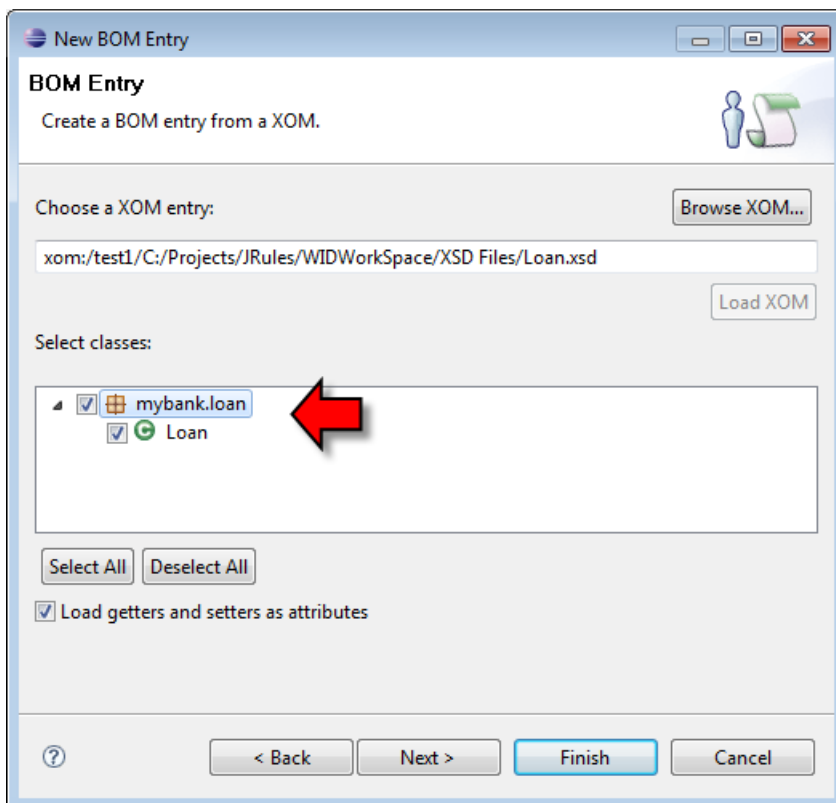 New BOM Entry
BOM Entry
Create a BOM entry from a XOM.
Choose a XOM entry:
Browse XOM...
xom:/test1/C:/Projects/JRules/WIDWorkSpace/XSD Files/Loan.xsd
Load XOM
Select classes:
mybank.loan
C Loan
Select All Deselect All
Load getters and setters as attributes
? < Back Next > Finish Cancel